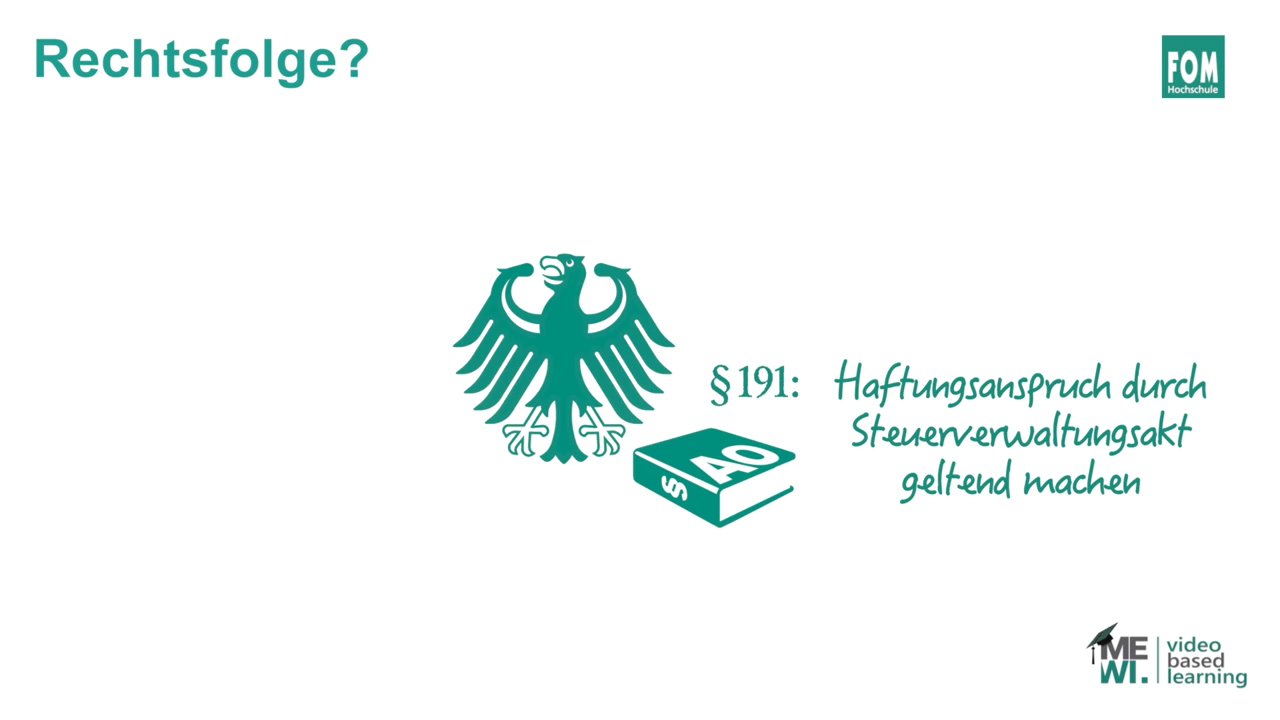 Rechtsfolge?
FOM
Hochschule
§ 191: Haftungsanspruch durch
Steuerverwaltungsakt
geltend machen
AO
§
ME
WI.
video
based
learning